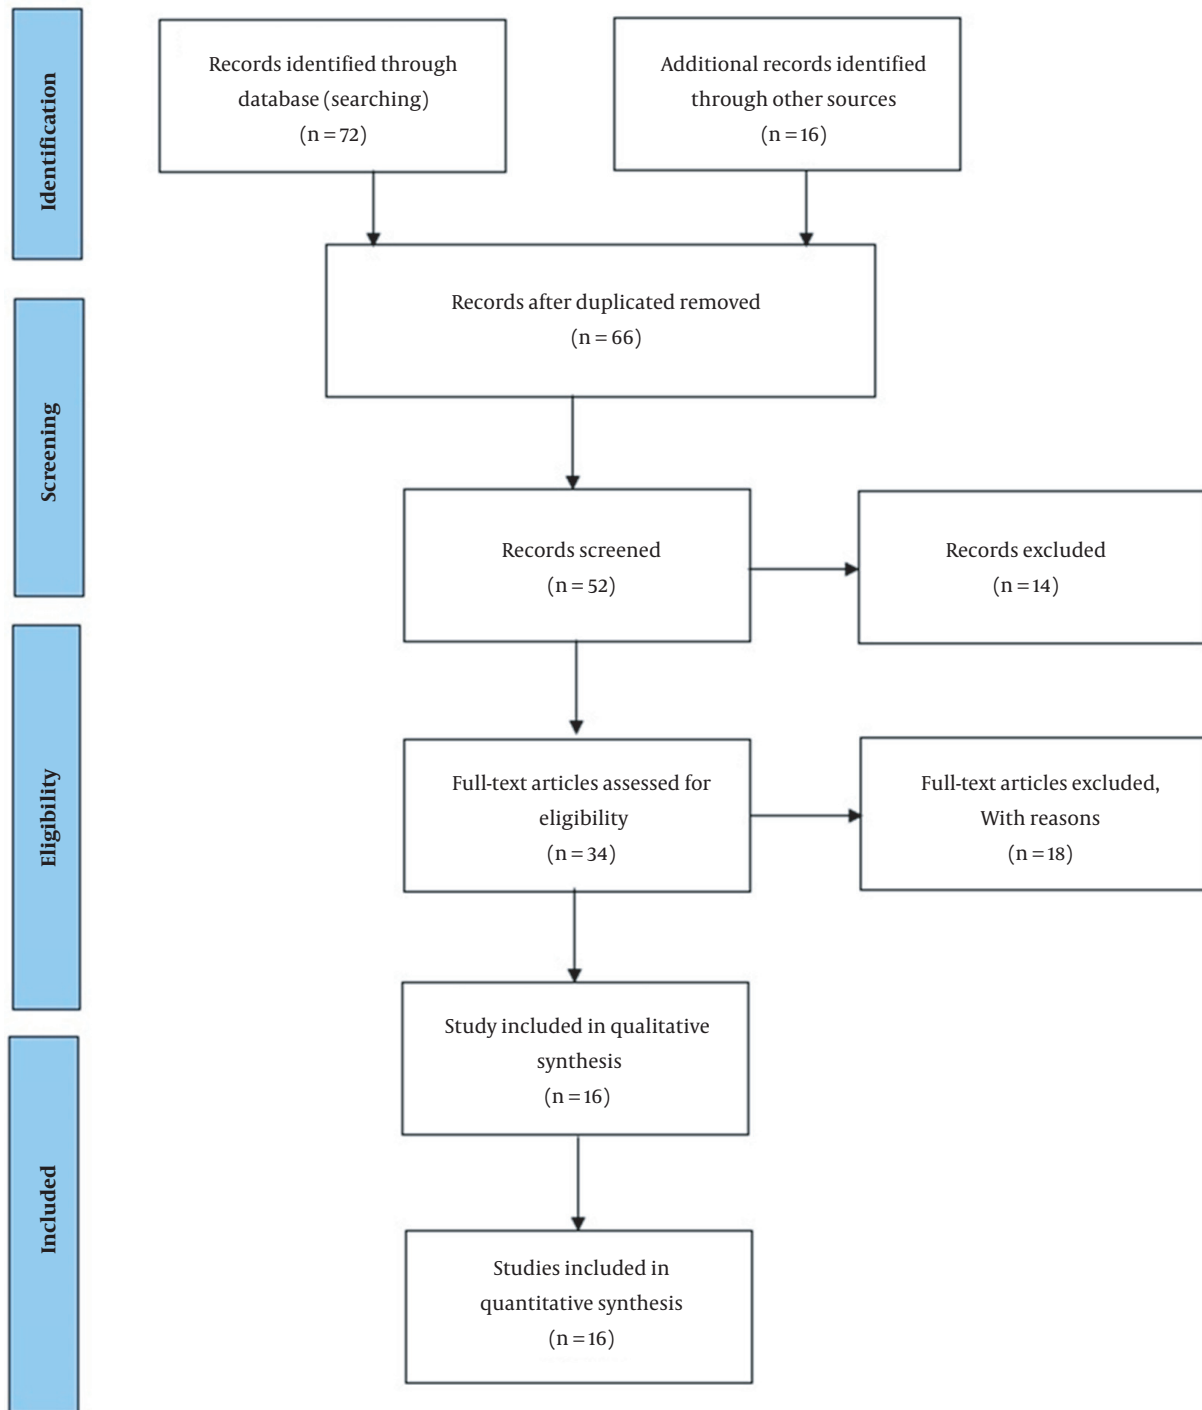 Identification
Records identified through
database (searching)
(n = 72)
Additional records identified
through other sources
(n = 16)
Records after duplicated removed
(n = 66)
Screening
Records screened
(n = 52)
Records excluded
(n = 14)
Eligibility
Full-text articles assessed for
eligibility
(n = 34)
Full-text articles excluded,
With reasons
(n = 18)
Study included in qualitative
synthesis
(n = 16)
Included
Studies included in
quantitative synthesis
(n = 16)